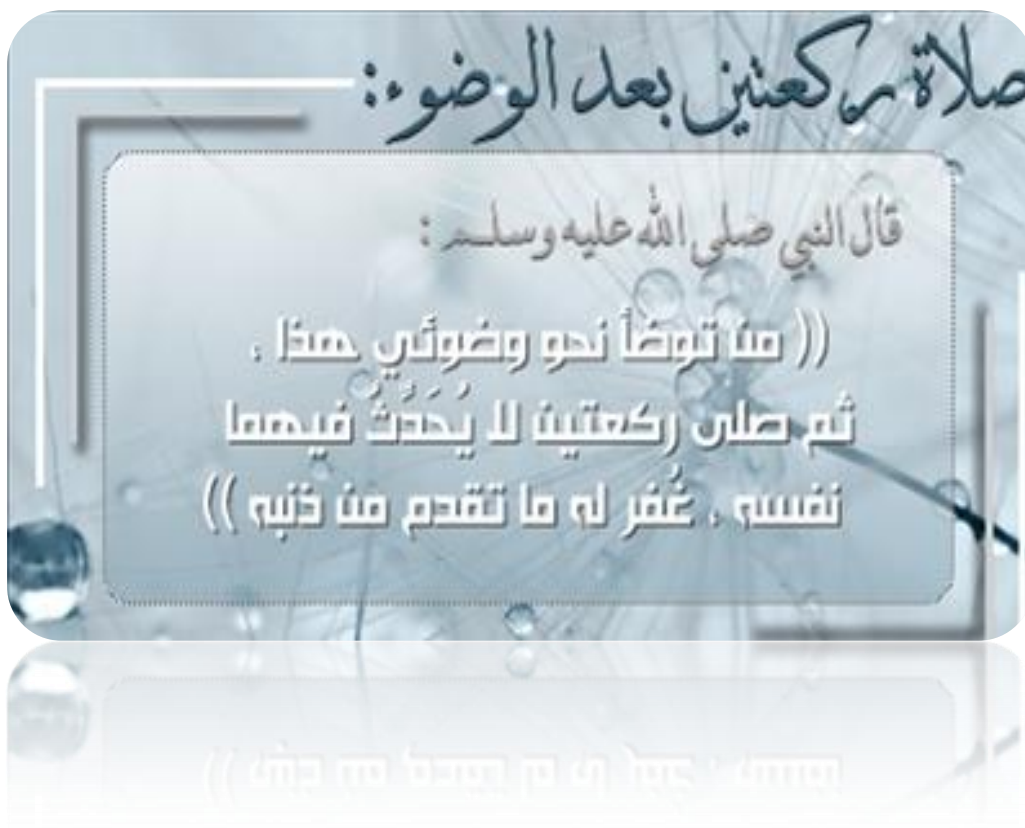 صلاة ركعتين بعد الوضوء:
قال النبي صلى الله عليه وسلم :
(( من توضأ نحو وضوئي هذا ،
ثم صلى ركعتين لا يُحَدِّثُ فيهما
نفسه ، غُفر له ما تقدم من ذنبه ))